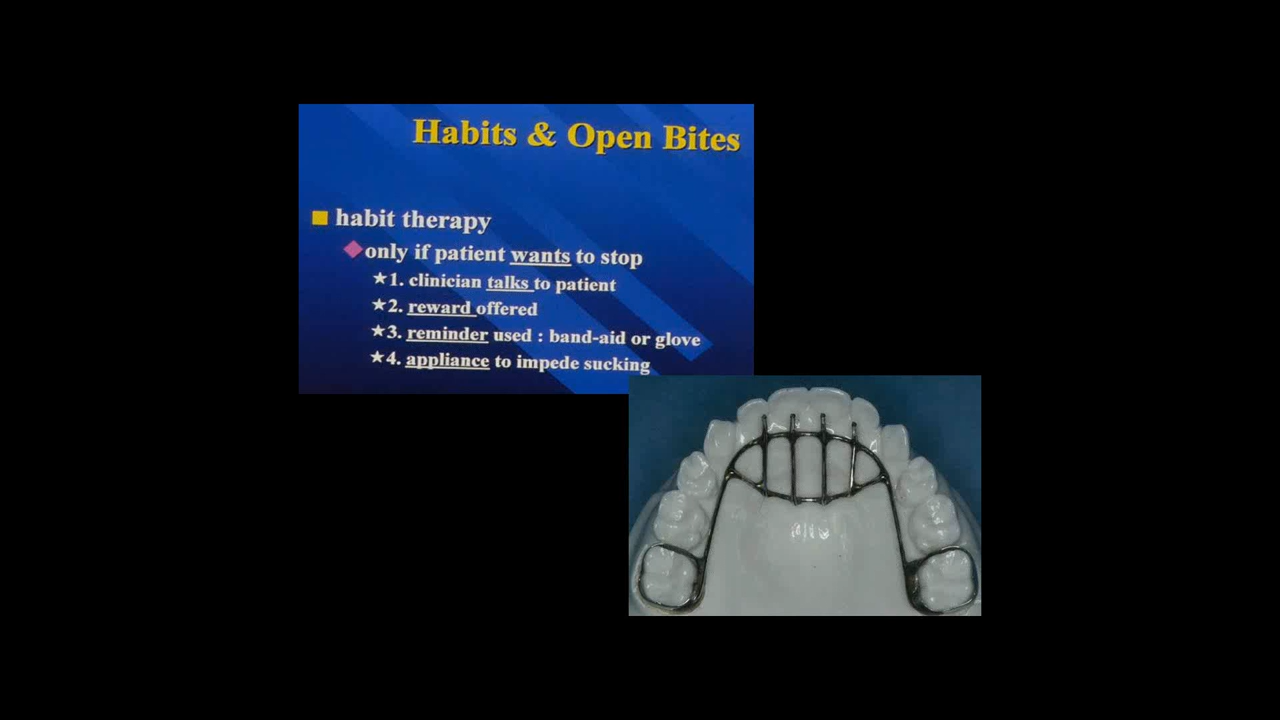 Habits & Open Bites
habit therapy
only if patient wants to stop
★1. clinician talks to patient
★2. reward offered
★3. reminder used : band-aid or glove
★4. appliance to impede sucking